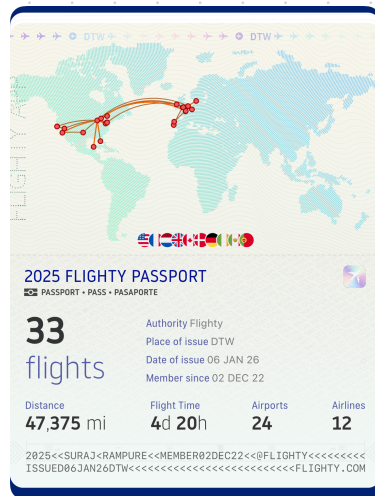 DTW DTW
FLIGHTY
2025 FLIGHTY PASSPORT
PASSPORT • PASS • PASAPORTE
33
flights
Authority Flighty
Place of issue DTW
Date of issue 06 JAN 26
Member since 02 DEC 22
Distance
47,375 mi
Flight Time
4d 20h
Airports
24
Airlines
12
2025<<SURAJ<RAMPURE<<MEMBER02DEC22<<@FLIGHTY<<<<<<<<<
ISSUED06JAN26DTW<<<<<<<<<<<<<<<<<<<<<<<<<<FLIGHTY.COM